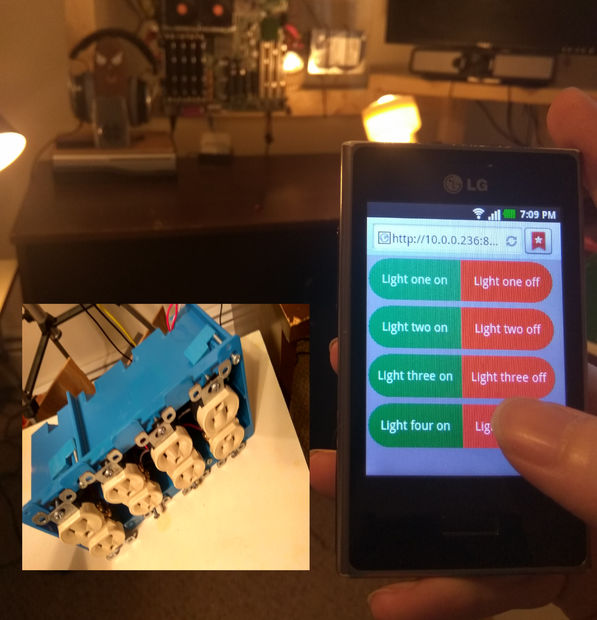 LG
7:09 PM
http://10.0.0.236:8...
Light one on Light one off
Light two on Light two off
Light three on Light three off
Light four on Lig